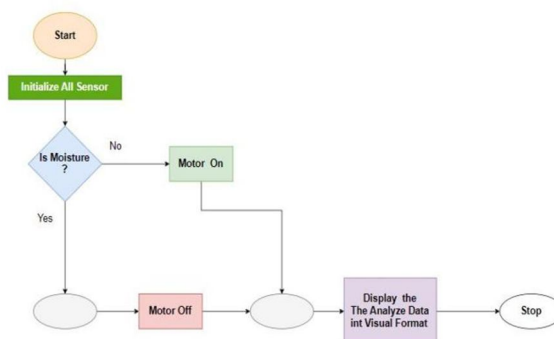 Start
Initialize All Sensor
Is Moisture
?
No
Motor On
Yes
Motor Off
Display the
The Analyze Data
int Visual Format
Stop